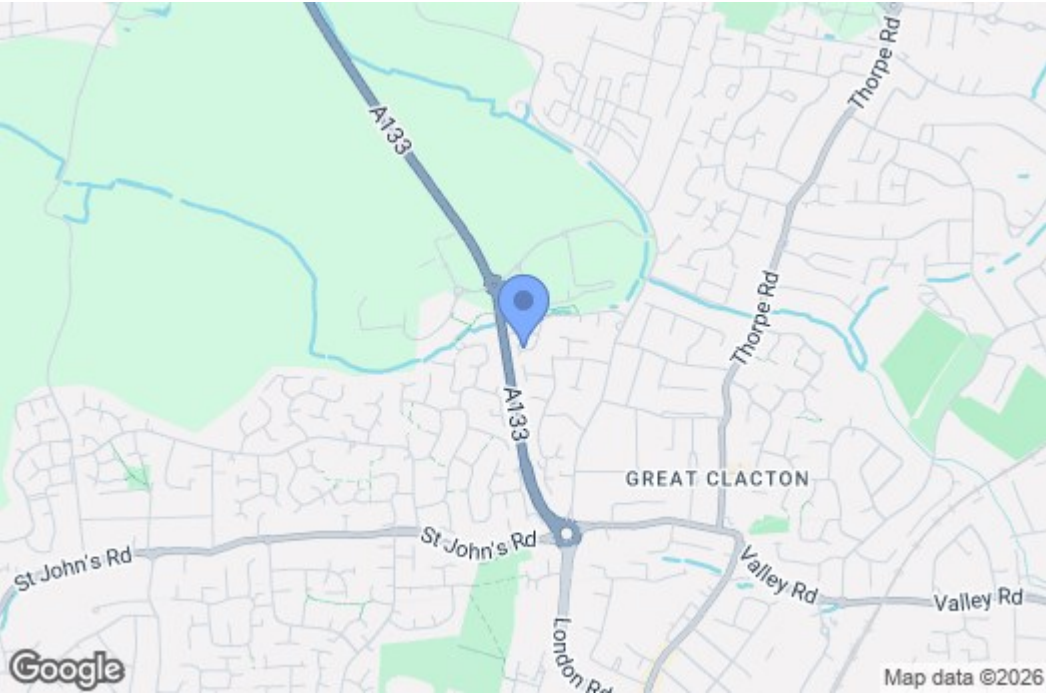 Thorpe Rd
A133
Thorpe Rd
A133
GREAT CLACTON
St John's Rd
St John's Rd
Valley Rd
Valley Rd
London Rd
Google
Map data ©2026